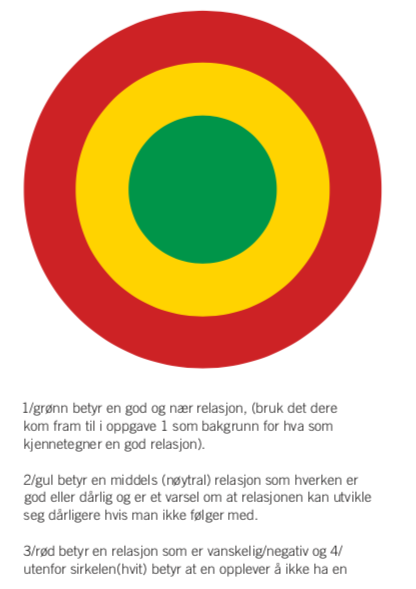 1/grønn betyr en god og nær relasjon, (bruk det dere
kom fram til i oppgave 1 som bakgrunn for hva som
kjennetegner en god relasjon).
2/gul betyr en middels (nøytral) relasjon som hverken er
god eller dårlig og er et varsel om at relasjonen kan utvikle
seg dårligere hvis man ikke følger med.
3/rød betyr en relasjon som er vanskelig/negativ og 4/
utenfor sirkelen(hvit) betyr at en opplever å ikke ha en